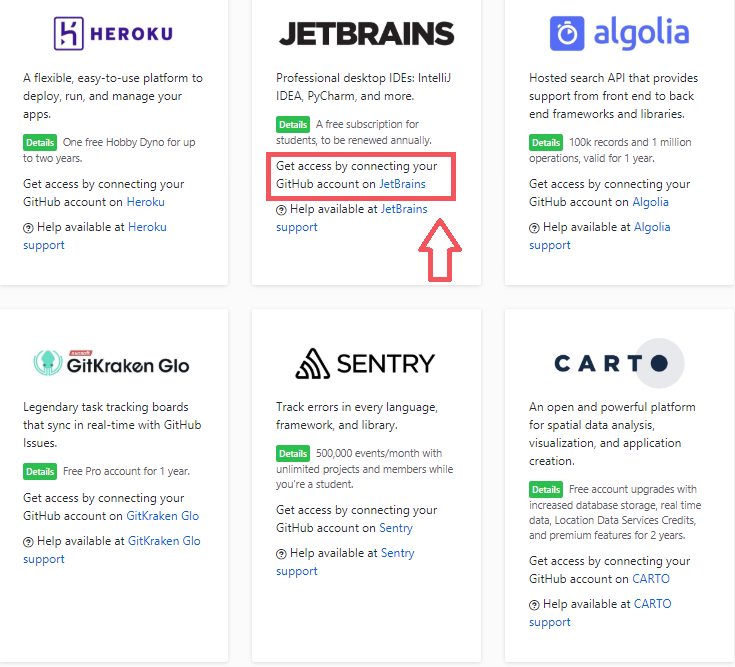 HEROKU
A flexible, easy-to-use platform to
deploy, run, and manage your
apps.
Details One free Hobby Dyno for up
to two years.
Get access by connecting your
GitHub account on Heroku
Help available at Heroku
support
JETBRAINS
Professional desktop IDEs: IntelliJ
IDEA, PyCharm, and more.
Details A free subscription for
students, to be renewed annually.
Get access by connecting your
GitHub account on JetBrains
Help available at JetBrains
support
algolia
Hosted search API that provides
support from front end to back
end frameworks and libraries.
Details 100k records and 1 million
operations, valid for 1 year.
Get access by connecting your
GitHub account on Algolia
Help available at Algolia
support
GitKraken Glo
Legendary task tracking boards
that sync in real-time with GitHub
Issues.
Details Free Pro account for 1 year.
Get access by connecting your
GitHub account on GitKraken Glo
Help available at GitKraken Glo
support
SENTRY
Track errors in every language,
framework, and library.
Details 500,000 events/month with
unlimited projects and members while
you're a student.
Get access by connecting your
GitHub account on Sentry
Help available at Sentry
support
CARTO
An open and powerful platform
for spatial data analysis,
visualization, and application
creation.
Details Free account upgrades with
increased database storage, real time
data, Location Data Services Credits,
and premium features for 2 years.
Get access by connecting your
GitHub account on CARTO
Help available at CARTO
support